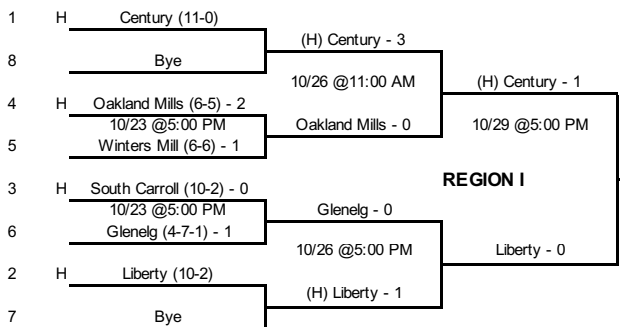 1 H Century (11-0)
(H) Century - 3
8 Bye
10/26 @11:00 AM
(H) Century - 1
4 H Oakland Mills (6-5) - 2
10/23 @5:00 PM
Oakland Mills - 0
10/29 @5:00 PM
5 Winters Mill (6-6) - 1
REGION I
3 H South Carroll (10-2) - 0
10/23 @5:00 PM
Glenelg - 0
6 Glenelg (4-7-1) - 1
10/26 @5:00 PM
Liberty - 0
2 H Liberty (10-2)
(H) Liberty - 1
7 Bye